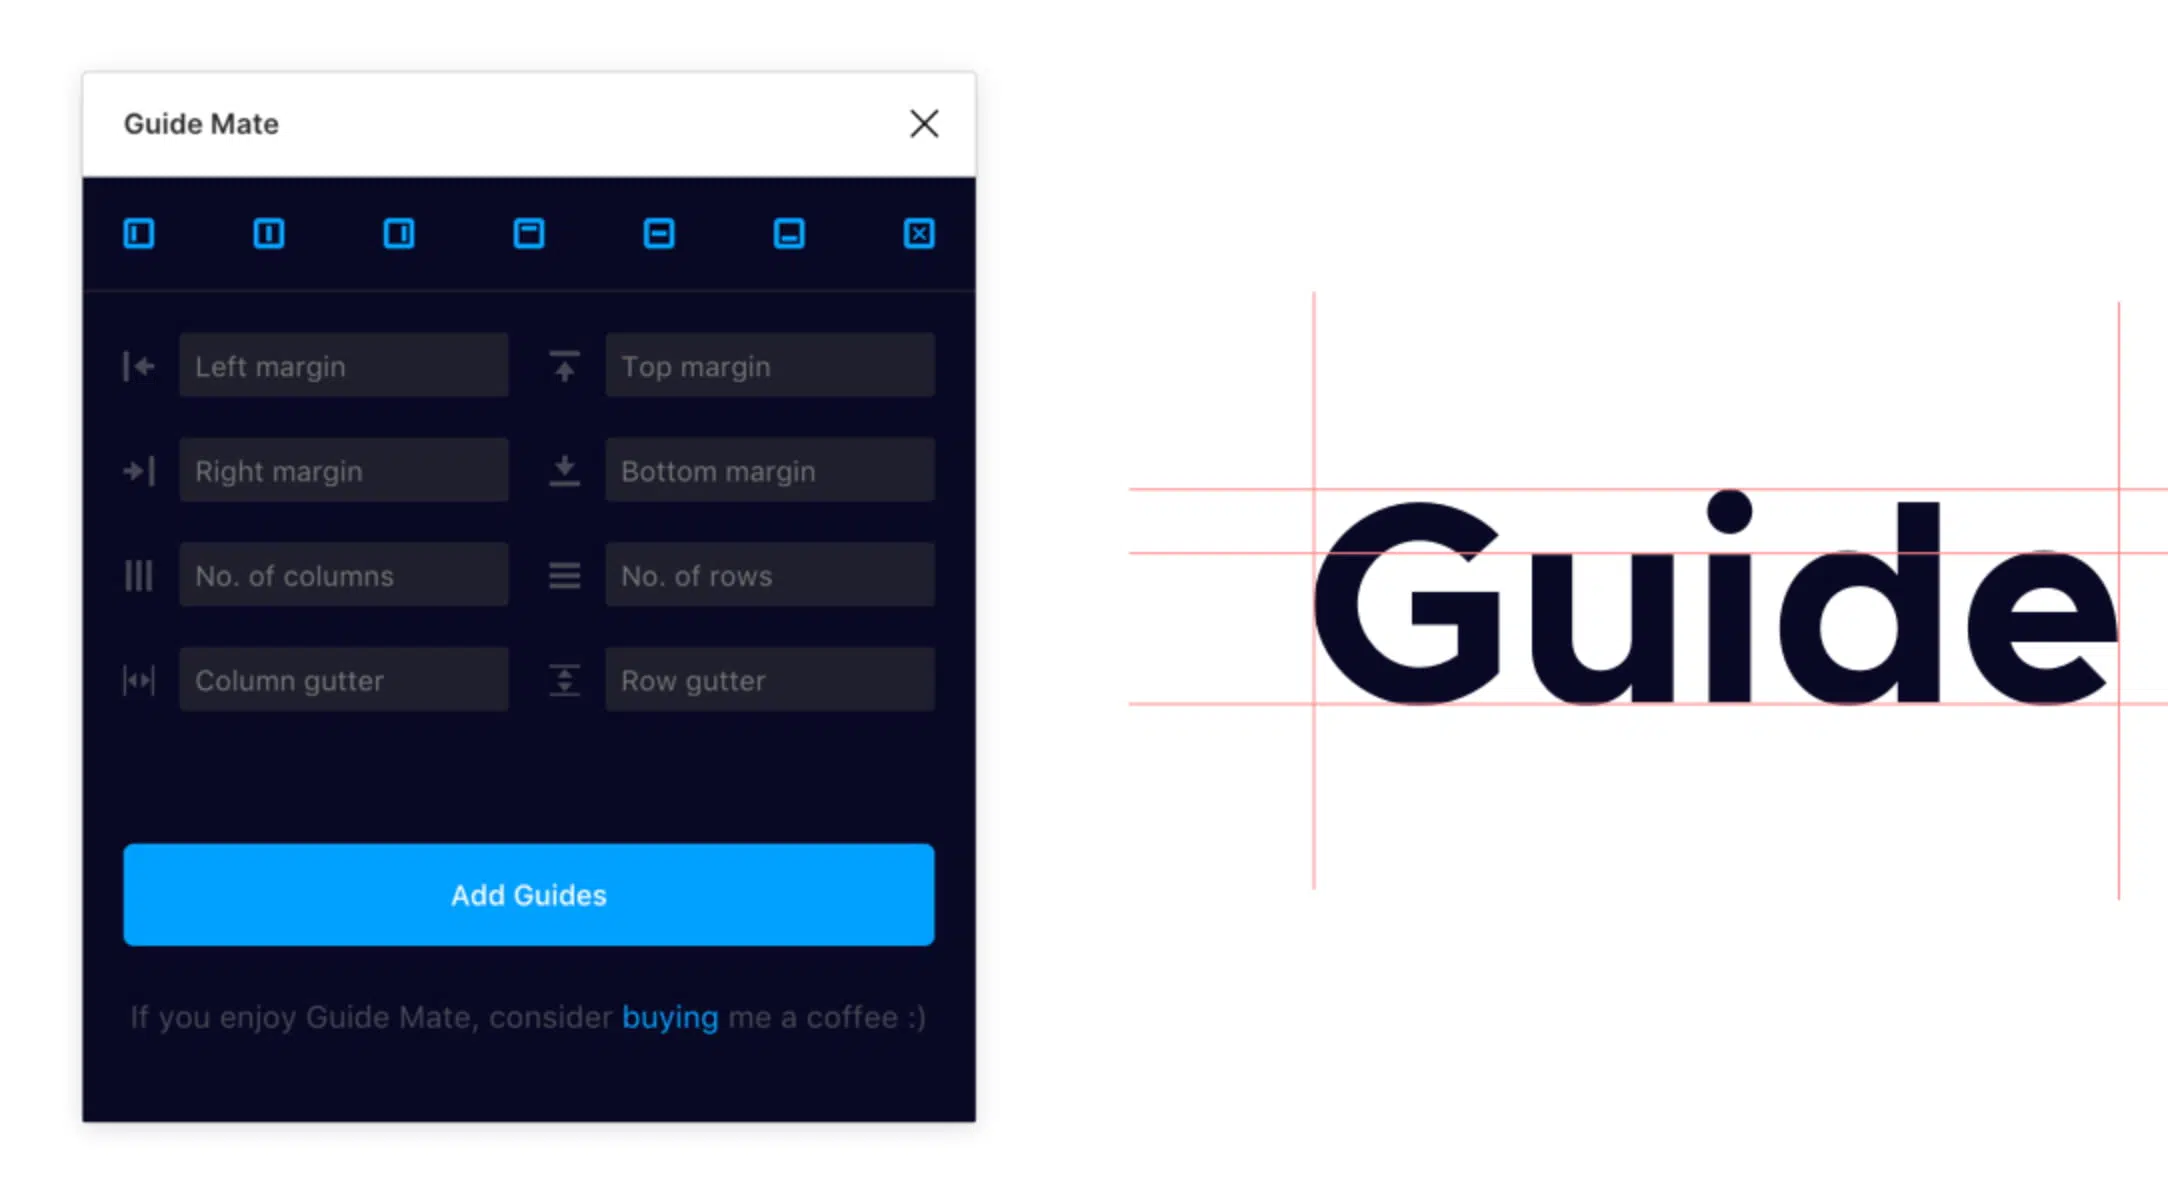 Guide Mate
Left margin
Top margin
Right margin
Bottom margin
No. of columns
No. of rows
Column gutter
Row gutter
Add Guides
If you enjoy Guide Mate, consider buying me a coffee :)
Guide